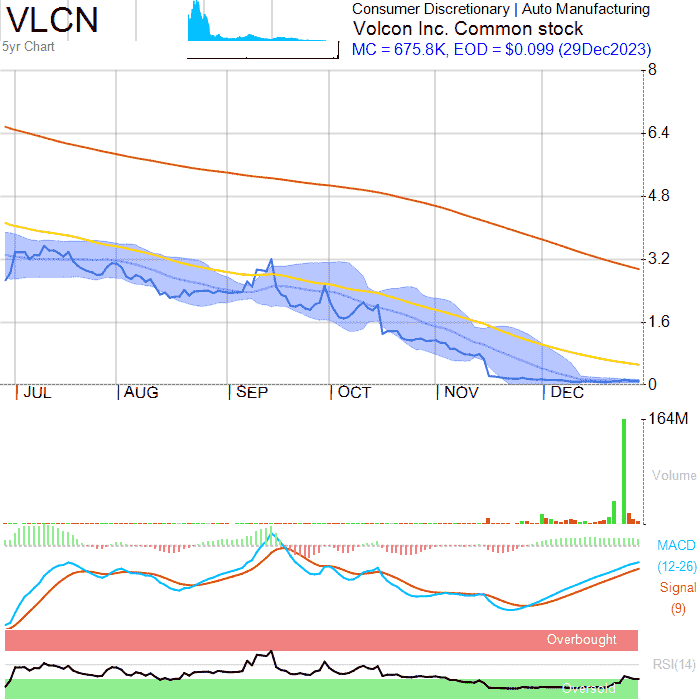 VLCN
5yr Chart
Consumer Discretionary | Auto Manufacturing
Volcon Inc. Common stock
MC = 675.8K, EOD = $0.099 (29Dec2023)
8
6.4
4.8
3.2
1.6
0
JUL AUG SEP OCT NOV DEC
164M
Volume
MACD
(12-26)
Signal
(9)
Overbought
RSI(14)
Oversold